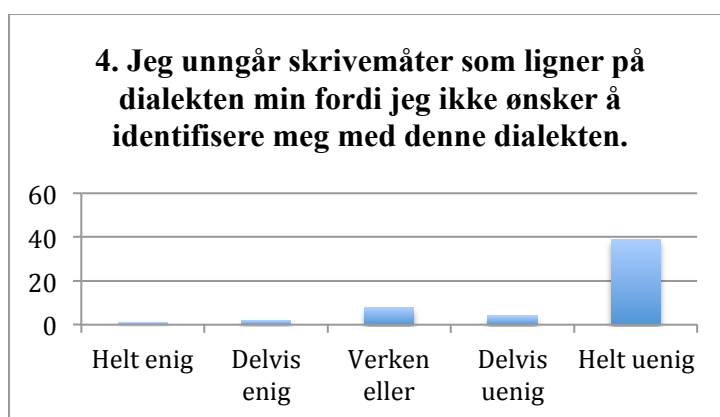 4. Jeg unngår skrivemåter som ligner på
dialekten min fordi jeg ikke ønsker å
identifisere meg med denne dialekten.
60
40
20
0
Helt enig
Delvis
enig
Verken
eller
Delvis
uenig
Helt uenig